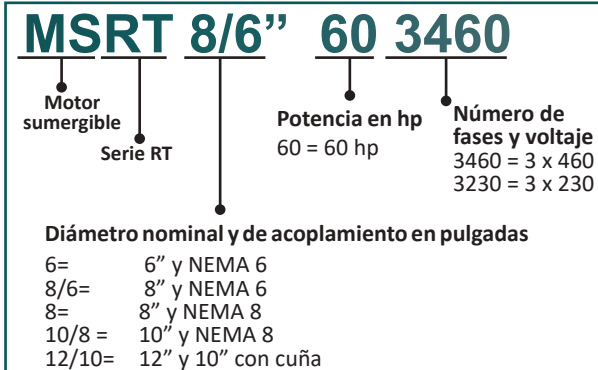 MSRT 8/6” 60 3460
Motor
sumergible
Serie RT
Potencia en hp
60 = 60 hp
Número de
fases y voltaje
3460 = 3 x 460
3230 = 3 x 230
Diámetro nominal y de acoplamiento en pulgadas
6= 6” y NEMA 6
8/6= 8” y NEMA 6
8= 8” y NEMA 8
10/8 = 10” y NEMA 8
12/10= 12” y 10” con cuña